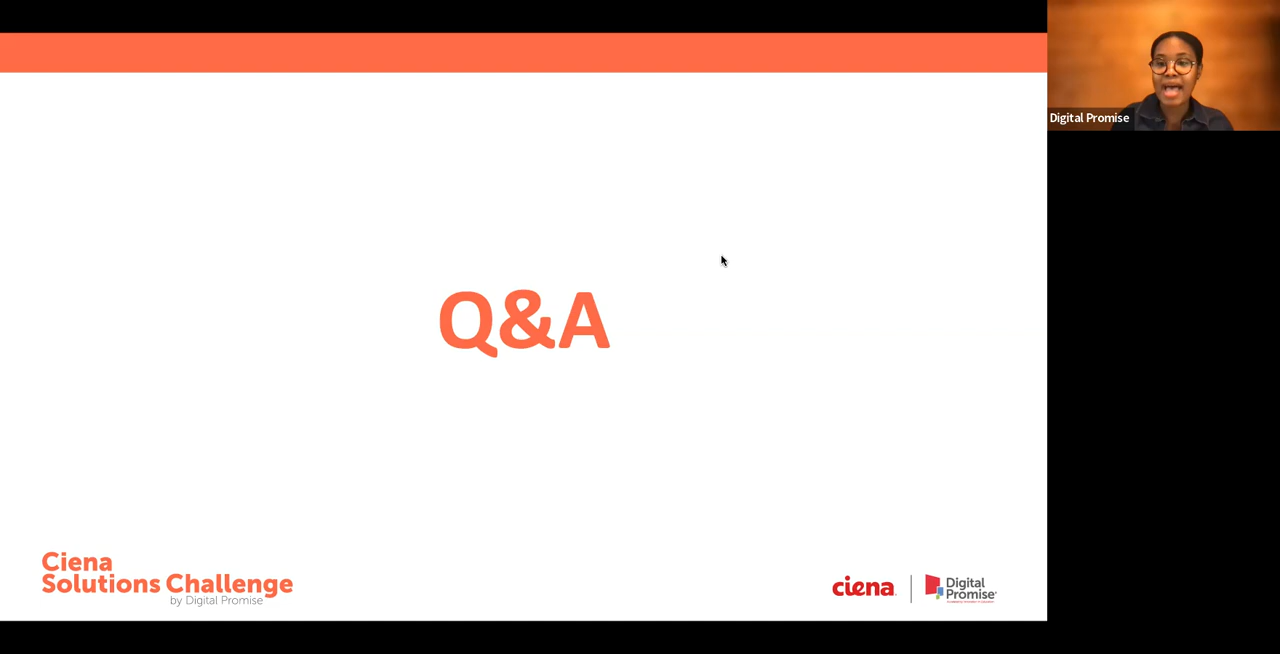 Digital Promise
Q&A
Ciena
Solutions Challenge
by Digital Promise
ciena
Digital
Promise